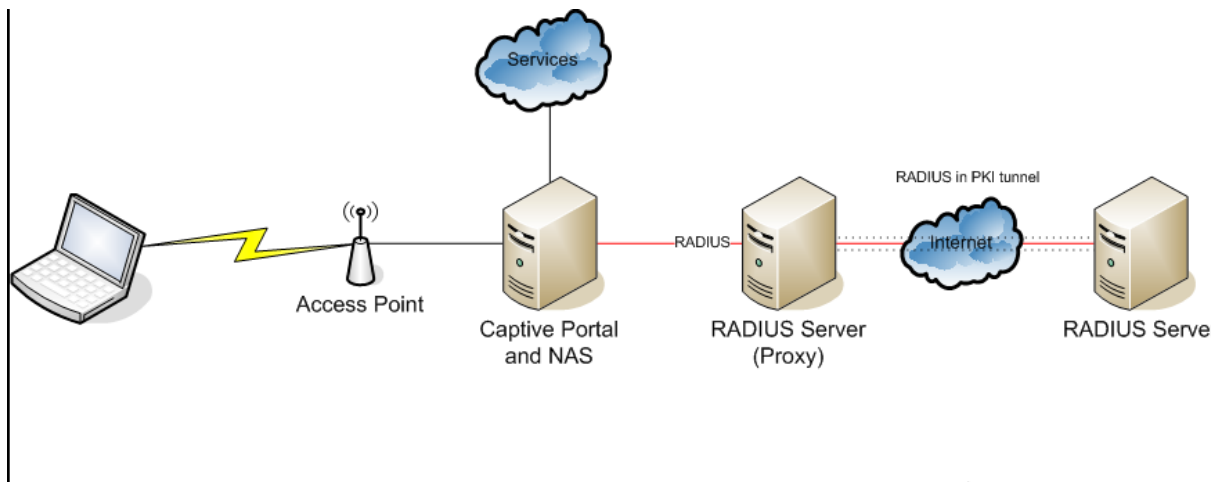 Services
RADIUS in PKI tunnel
RADIUS
Internet
Access Point
Captive Portal
and NAS
RADIUS Server
(Proxy)
RADIUS Serve